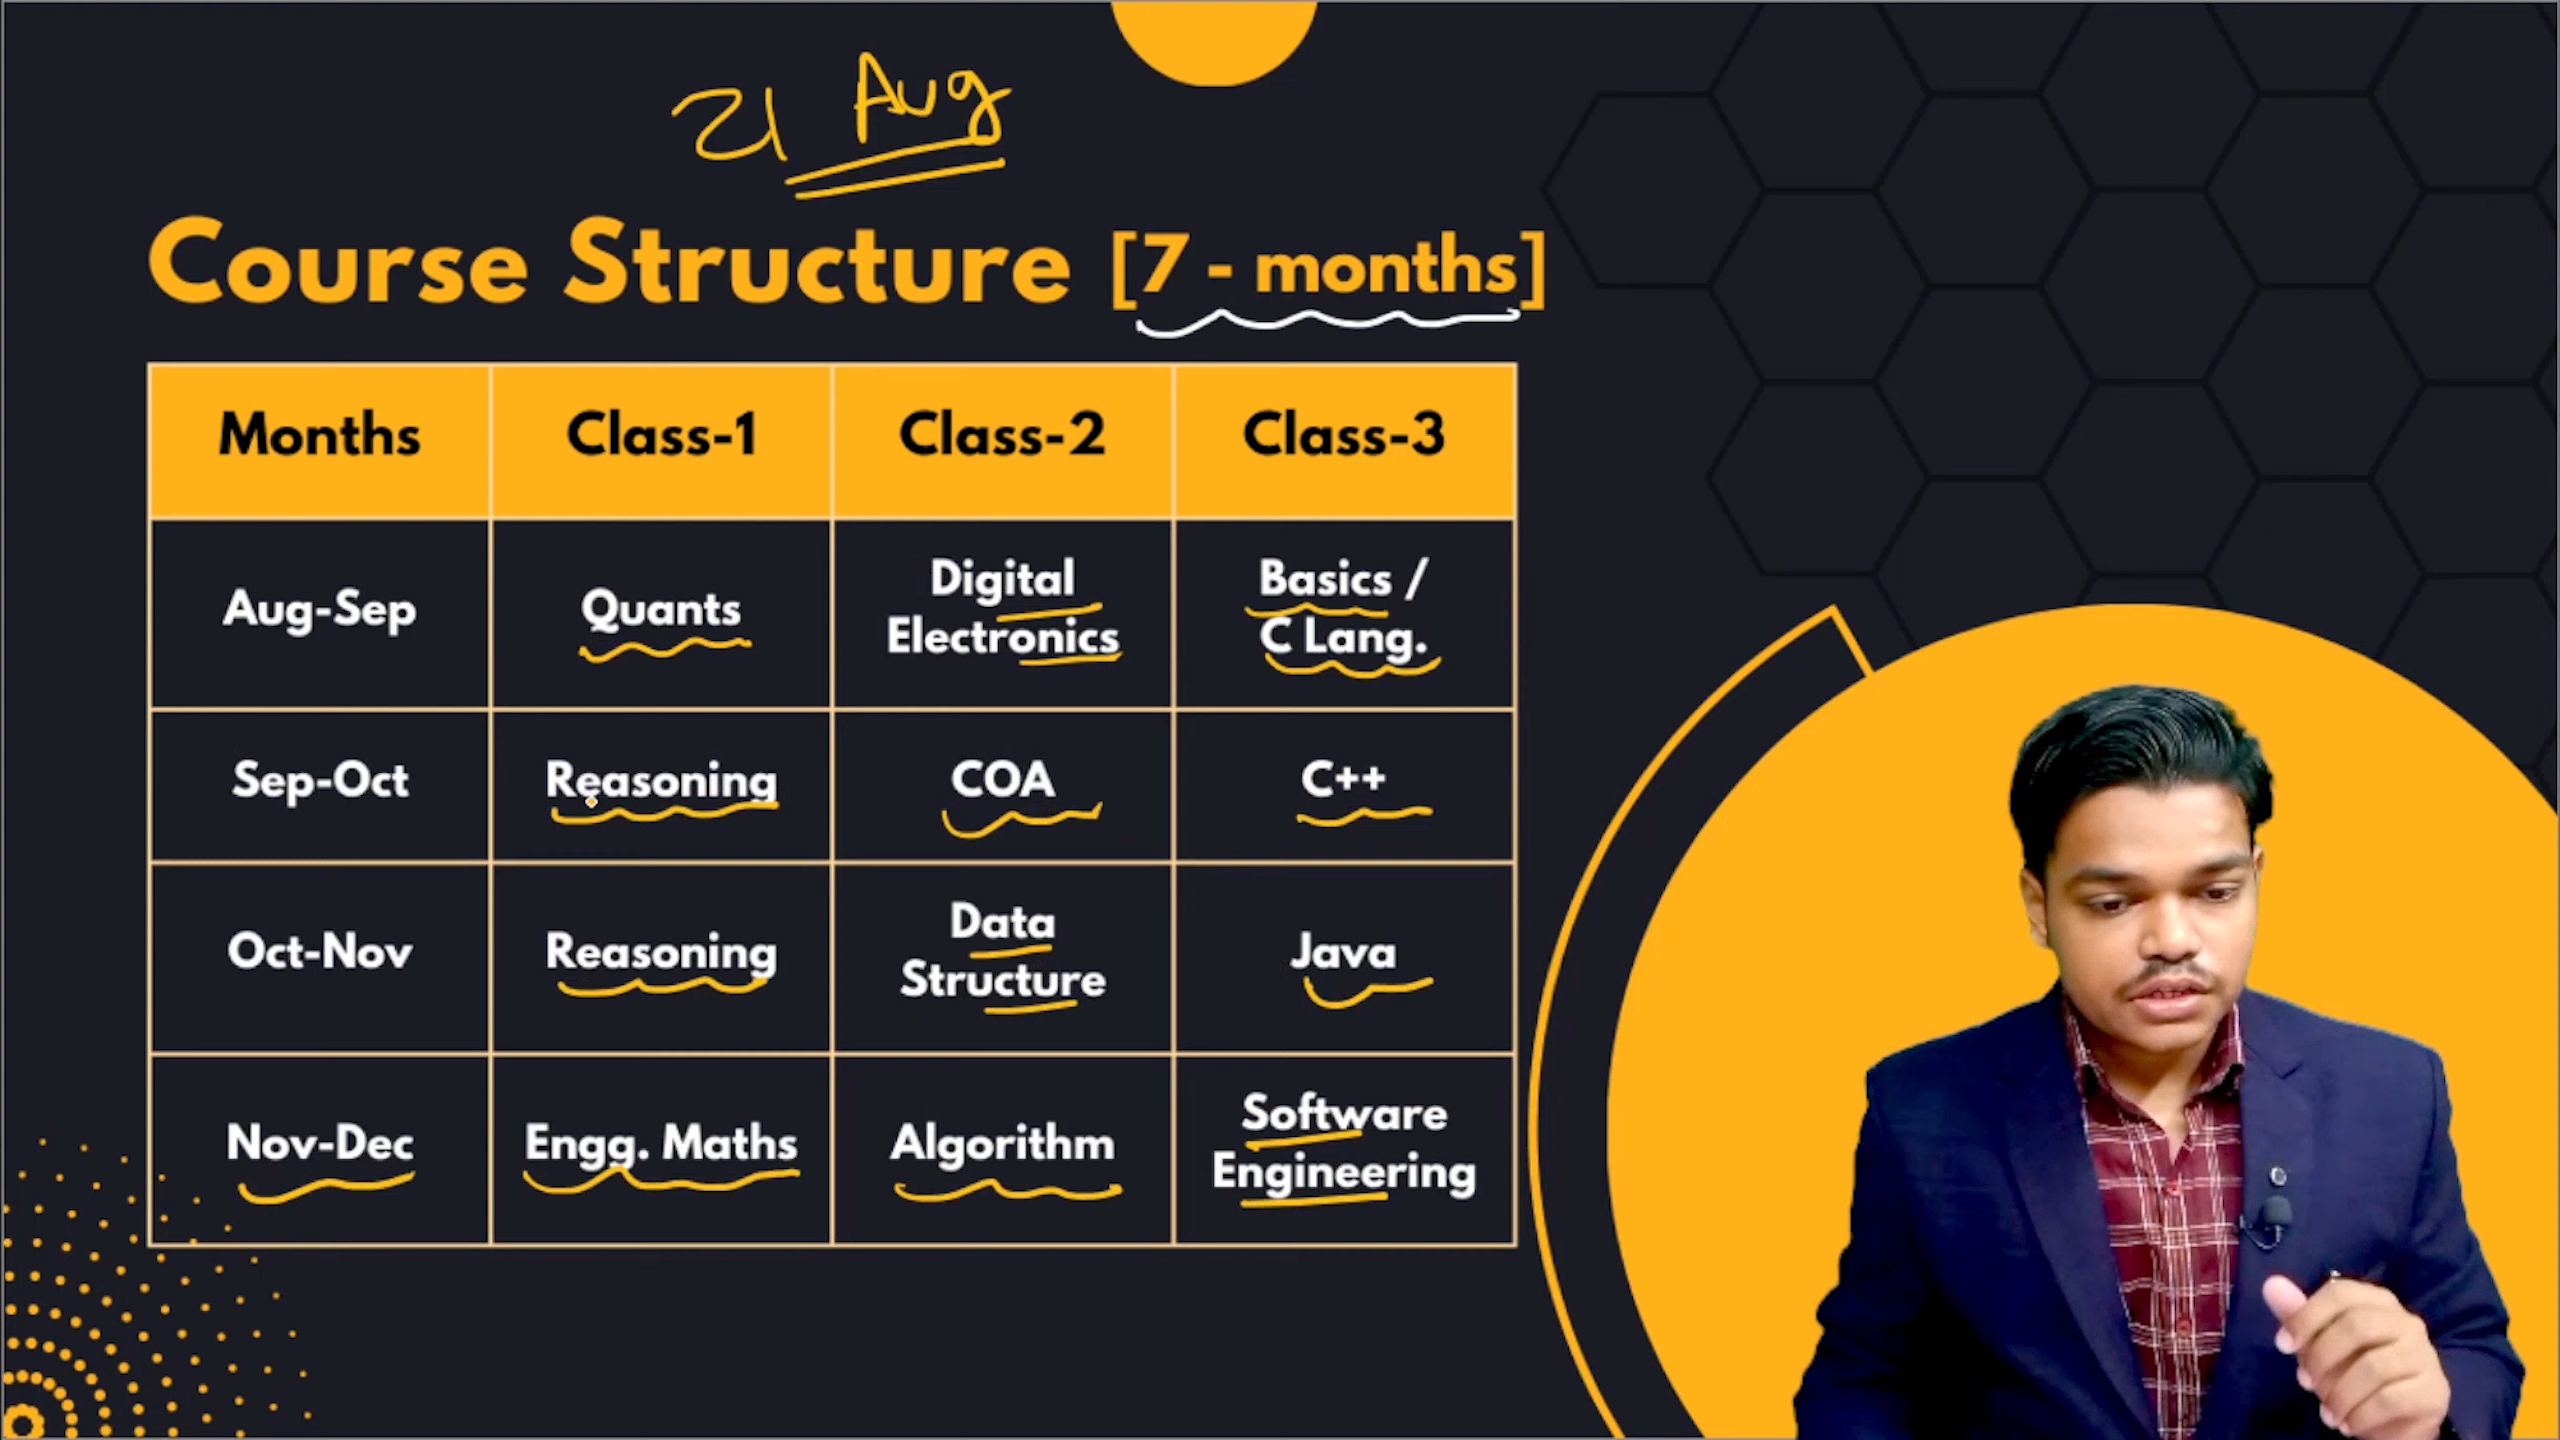 21 Aug
Course Structure [7 - months]
Months Class-1 Class-2 Class-3
Aug-Sep Quants Digital Electronics Basics / C Lang.
Sep-Oct Reasoning COA C++
Oct-Nov Reasoning Data Structure Java
Nov-Dec Engg. Maths Algorithm Software Engineering